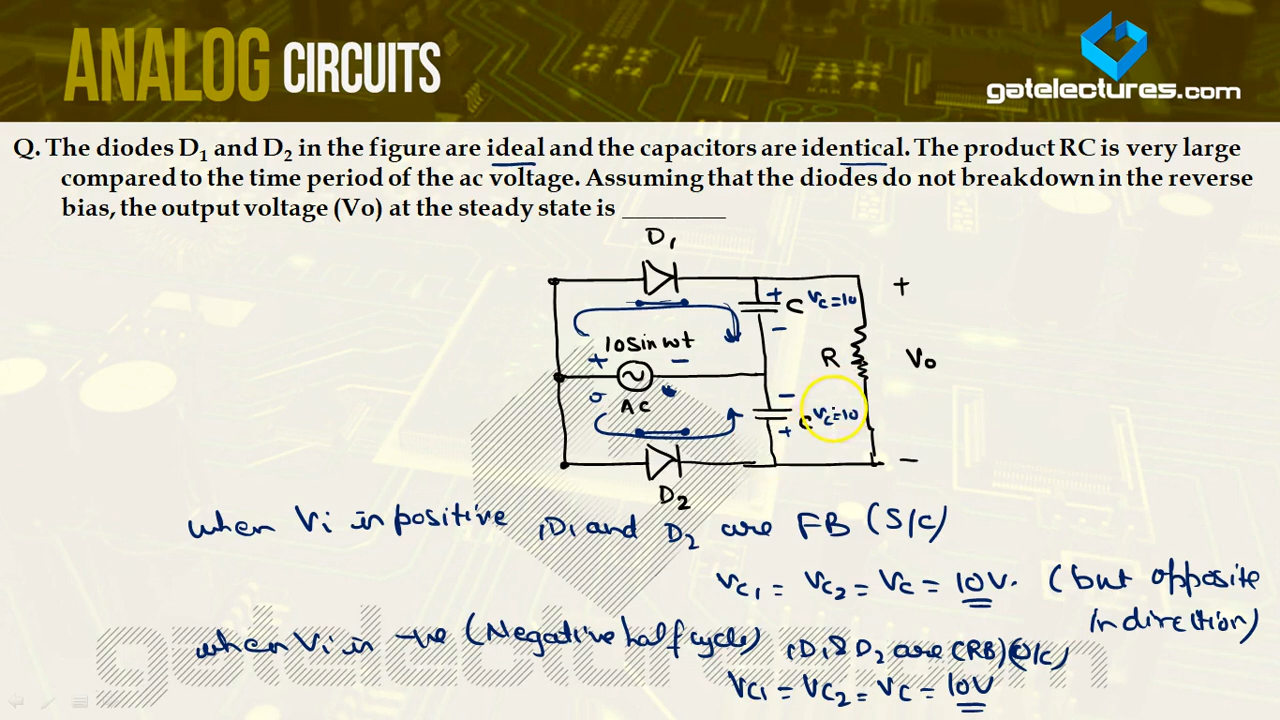 ANALOG CIRCUITS
gatelectures.com
Q. The diodes D1 and D2 in the figure are ideal and the capacitors are identical. The product RC is very large
compared to the time period of the ac voltage. Assuming that the diodes do not breakdown in the reverse
bias, the output voltage (Vo) at the steady state is ________
D1
+ C Vc=10 +
-
10 sin wt
+ - R Vo
AC
- C Vc=10
+
-
D2
when Vi is positive, D1 and D2 are FB (S/c)
Vc1 = Vc2 = Vc = 10V. (but opposite
in direction)
when Vi is -ve (Negative half cycle), D1 & D2 are (RB) (o/c)
Vc1 = Vc2 = Vc = 10V
gatelectures.com